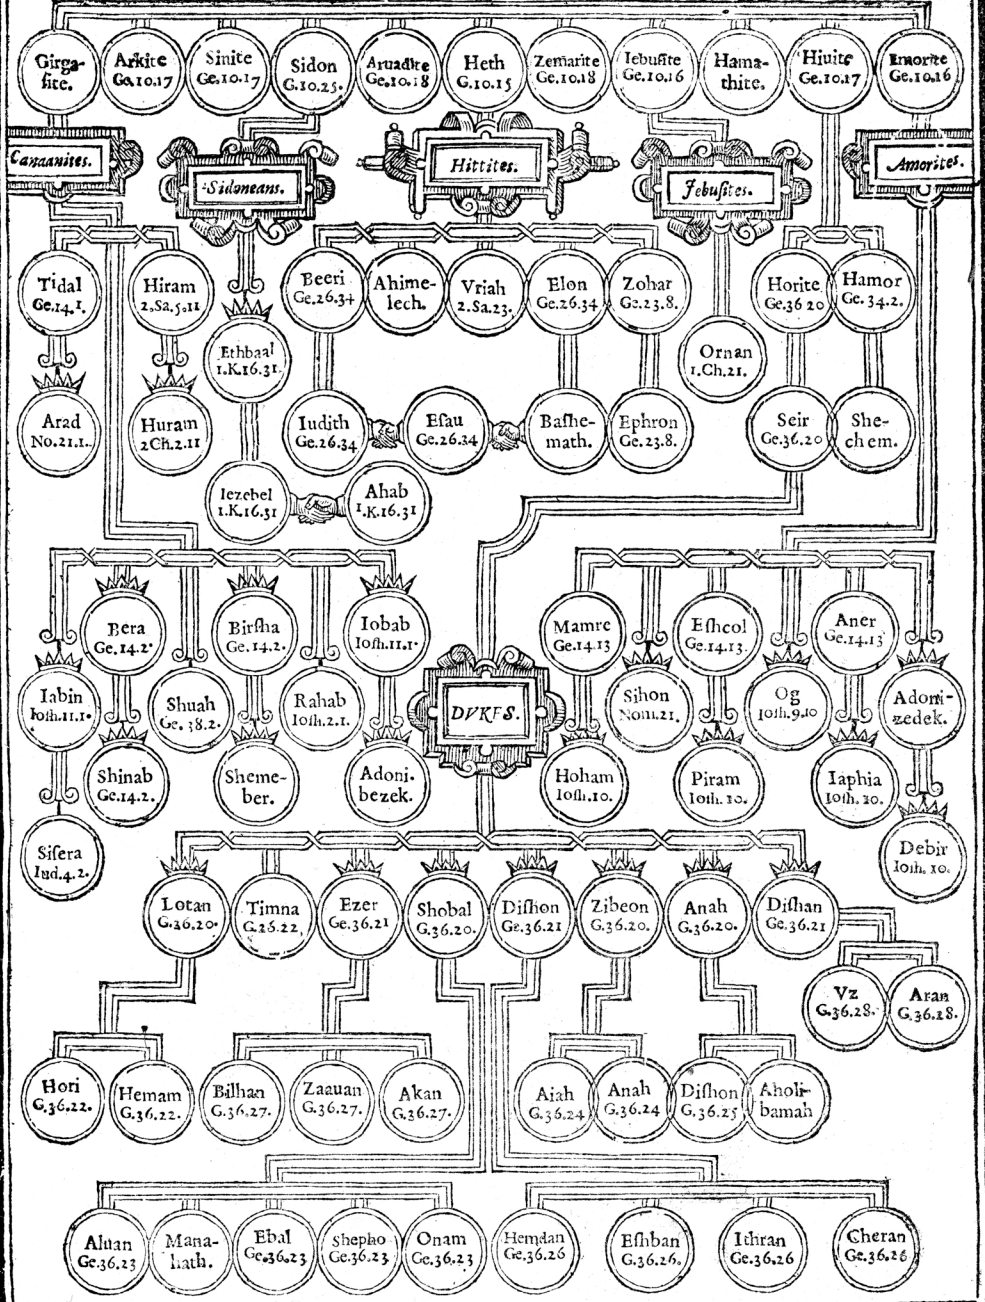 Girga-
ſite.
Arkite
Ge.10.17
Sinite
Ge.10.17
Sidon
G.10.25.
Aruadite
Ge.10.18
Heth
G.10.15
Zemarite
Ge.10.18
Iebuſite
Ge.10.16
Hama-
thite.
Hiuite
Ge.10.17
Emorite
Ge.10.16
Canaanites.
Sidoneans.
Hittites.
Jebuſites.
Amorites.
Tidal
Ge.14.1.
Hiram
2.Sa.5.11
Beeri
Ge.26.34
Ahime-
lech.
Vriah
2.Sa.23.
Elon
Ge.26.34
Zohar
Ge.23.8.
Horite
Ge.36 20
Hamor
Ge. 34.2.
Ethbaal
1.K.16.31.
Ornan
1.Ch.21.
Arad
No.21.1.
Huram
2Ch.2.11
Iudith
Ge.26.34
Eſau
Ge.26.34
Baſhe-
math.
Ephron
Ge.23.8.
Seir
Ge.36.20
She-
chem.
Iezebel
1.K.16.31
Ahab
1.K.16.31
Bera
Ge.14.2.
Birſha
Ge.14.2.
Iobab
Ioſh.11.1.
Mamre
Ge.14.13
Eſhcol
Ge.14.13.
Aner
Ge.14.13
Iabin
Ioſh.11.1.
Shuah
Ge.38.2.
Rahab
Ioſh.2.1.
DVKES.
Sihon
Nom.21.
Og
Ioſh.9.10
Adoni-
zedek.
Shinab
Ge.14.2.
Sheme-
ber.
Adoni.
bezek.
Hoham
Ioſh.10.
Piram
Ioſh.10.
Iaphia
Ioſh.10.
Siſera
Iud.4.2.
Debir
Ioſh.10.
Lotan
G.36.20.
Timna
G.26.22,
Ezer
Ge.36.21
Shobal
G.36.20.
Diſhon
Ge.36.21
Zibeon
G.36.20.
Anah
G.36.20.
Diſhan
Ge.36.21
Vz
G.36.28.
Aran
G.36.28.
Hori
G.36.22.
Hemam
G.36.22.
Bilhan
G.36.27.
Zaauan
G.36.27.
Akan
G.36.27.
Aiah
G.36.24
Anah
G.36.24
Diſhon
G.36.25
Aholi-
bamah
Aluan
Ge.36.23
Mana-
hath.
Ebal
Ge.36.23
Shepho
Ge.36.23
Onam
Ge.36.23
Hemdan
Ge.36.26
Eſhban
G.36.26.
Ithran
Ge.36.26
Cheran
Ge.36.26